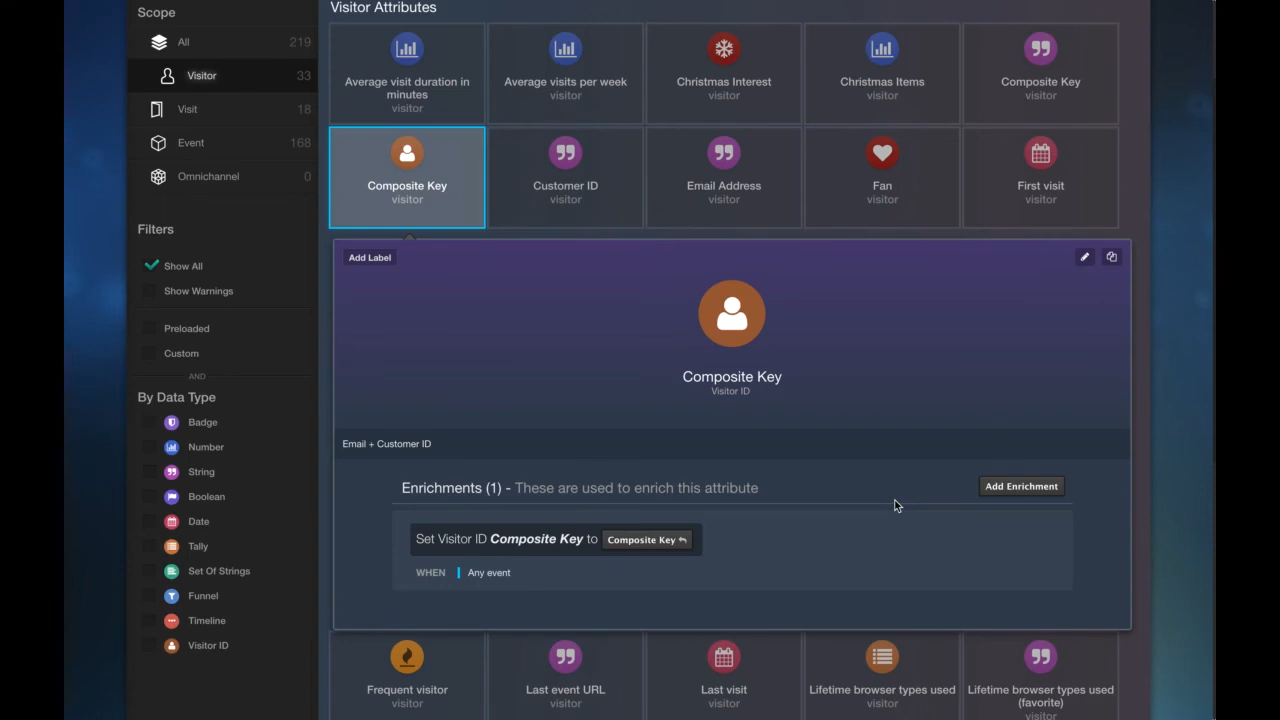 Scope
All 219
Visitor 33
Visit 18
Event 168
Omnichannel 0
Filters
Show All
Show Warnings
Preloaded
Custom
AND
By Data Type
Badge
Number
String
Boolean
Date
Tally
Set Of Strings
Funnel
Timeline
Visitor ID
Visitor Attributes
Average visit duration in
minutes
visitor
Average visits per week
visitor
Christmas Interest
visitor
Christmas Items
visitor
Composite Key
visitor
Composite Key
visitor
Customer ID
visitor
Email Address
visitor
Fan
visitor
First visit
visitor
Add Label
Composite Key
Visitor ID
Email + Customer ID
Enrichments (1) - These are used to enrich this attribute
Add Enrichment
Set Visitor ID Composite Key to Composite Key
WHEN Any event
Frequent visitor
visitor
Last event URL
visitor
Last visit
visitor
Lifetime browser types used
visitor
Lifetime browser types used
(favorite)
visitor